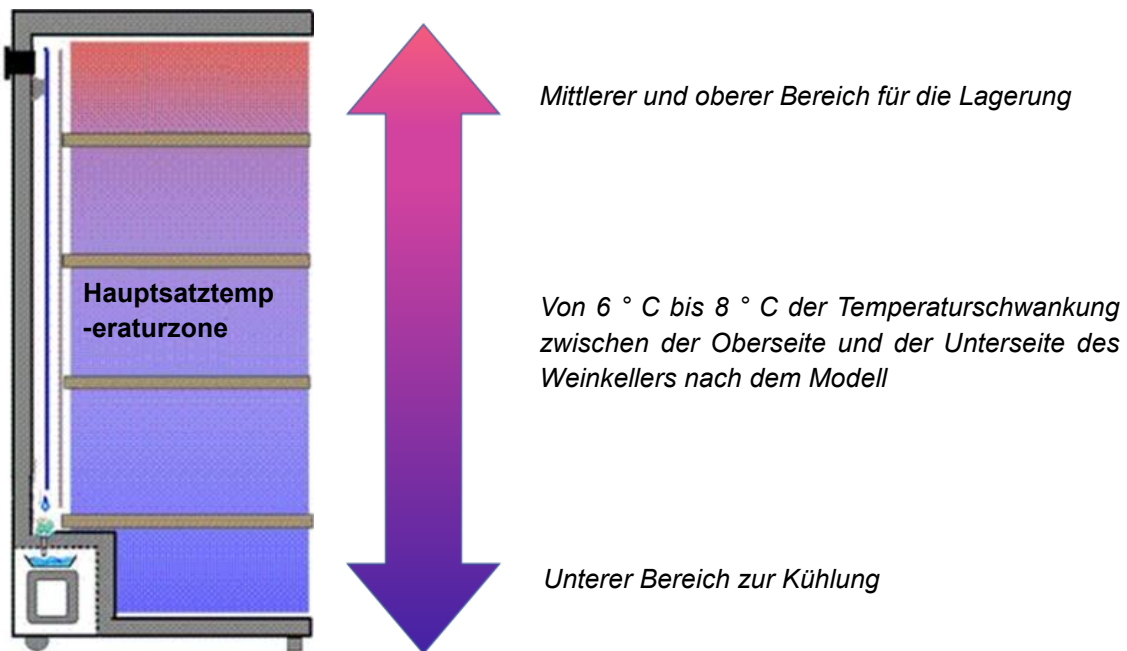 Mittlerer und oberer Bereich für die Lagerung
Hauptsatztemp
-eraturzone
Von 6 ° C bis 8 ° C der Temperaturschwankung
zwischen der Oberseite und der Unterseite des
Weinkellers nach dem Modell
Unterer Bereich zur Kühlung